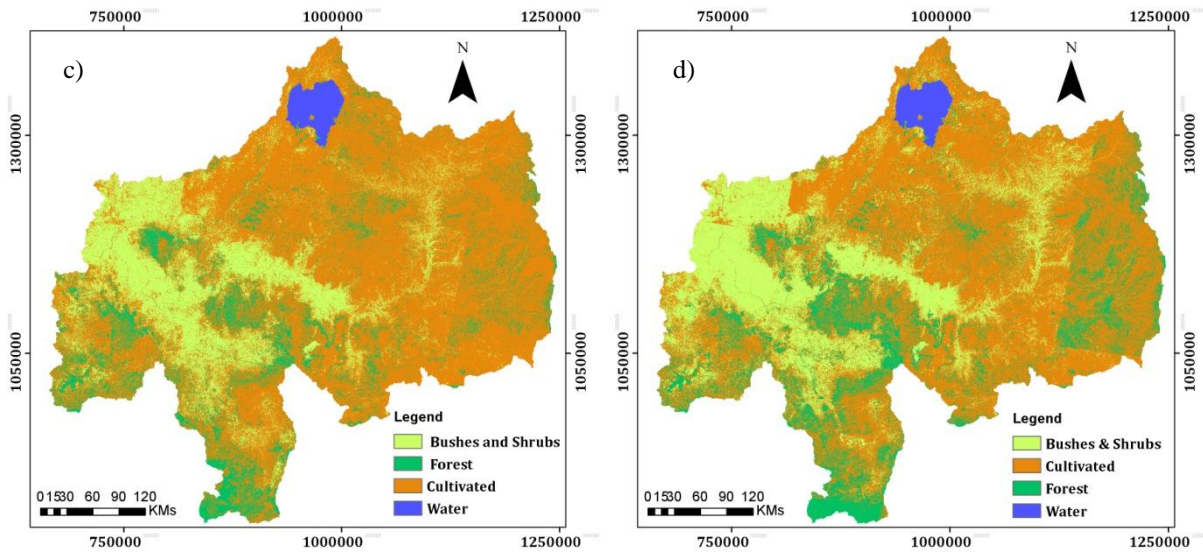 750000 1000000 1250000
c)
N
1300000 1300000
1050000 1050000
Legend
Bushes and Shrubs
Forest
Cultivated
Water
0 15 30 60 90 120
KMs
750000 1000000 1250000
750000 1000000 1250000
d)
N
1300000 1300000
1050000 1050000
Legend
Bushes & Shrubs
Cultivated
Forest
Water
0 15 30 60 90 120
KMs
750000 1000000 1250000